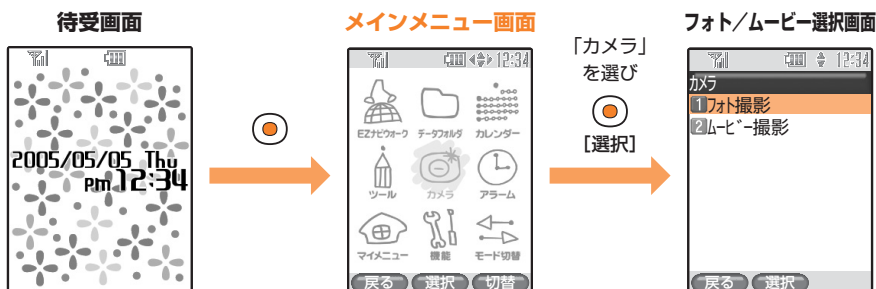 待受画面
2005/05/05 Thu
pm 12:34
メインメニュー画面
12:34
EZナビウォーク データフォルダ カレンダー
ツール カメラ アラーム
マイメニュー 機能 モード切替
戻る 選択 切替
「カメラ」
を選び
[選択]
フォト／ムービー選択画面
12:34
カメラ
1フォト撮影
2ムービー撮影
戻る 選択